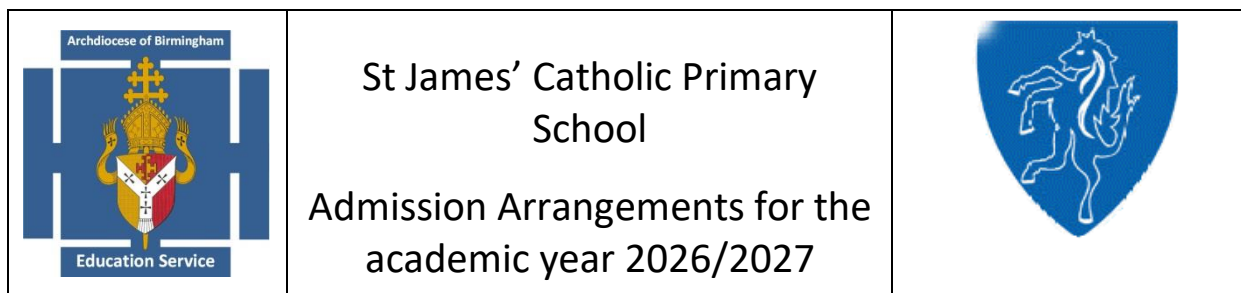 Archdiocese of Birmingham
Education Service
St James’ Catholic Primary
School
Admission Arrangements for the
academic year 2026/2027